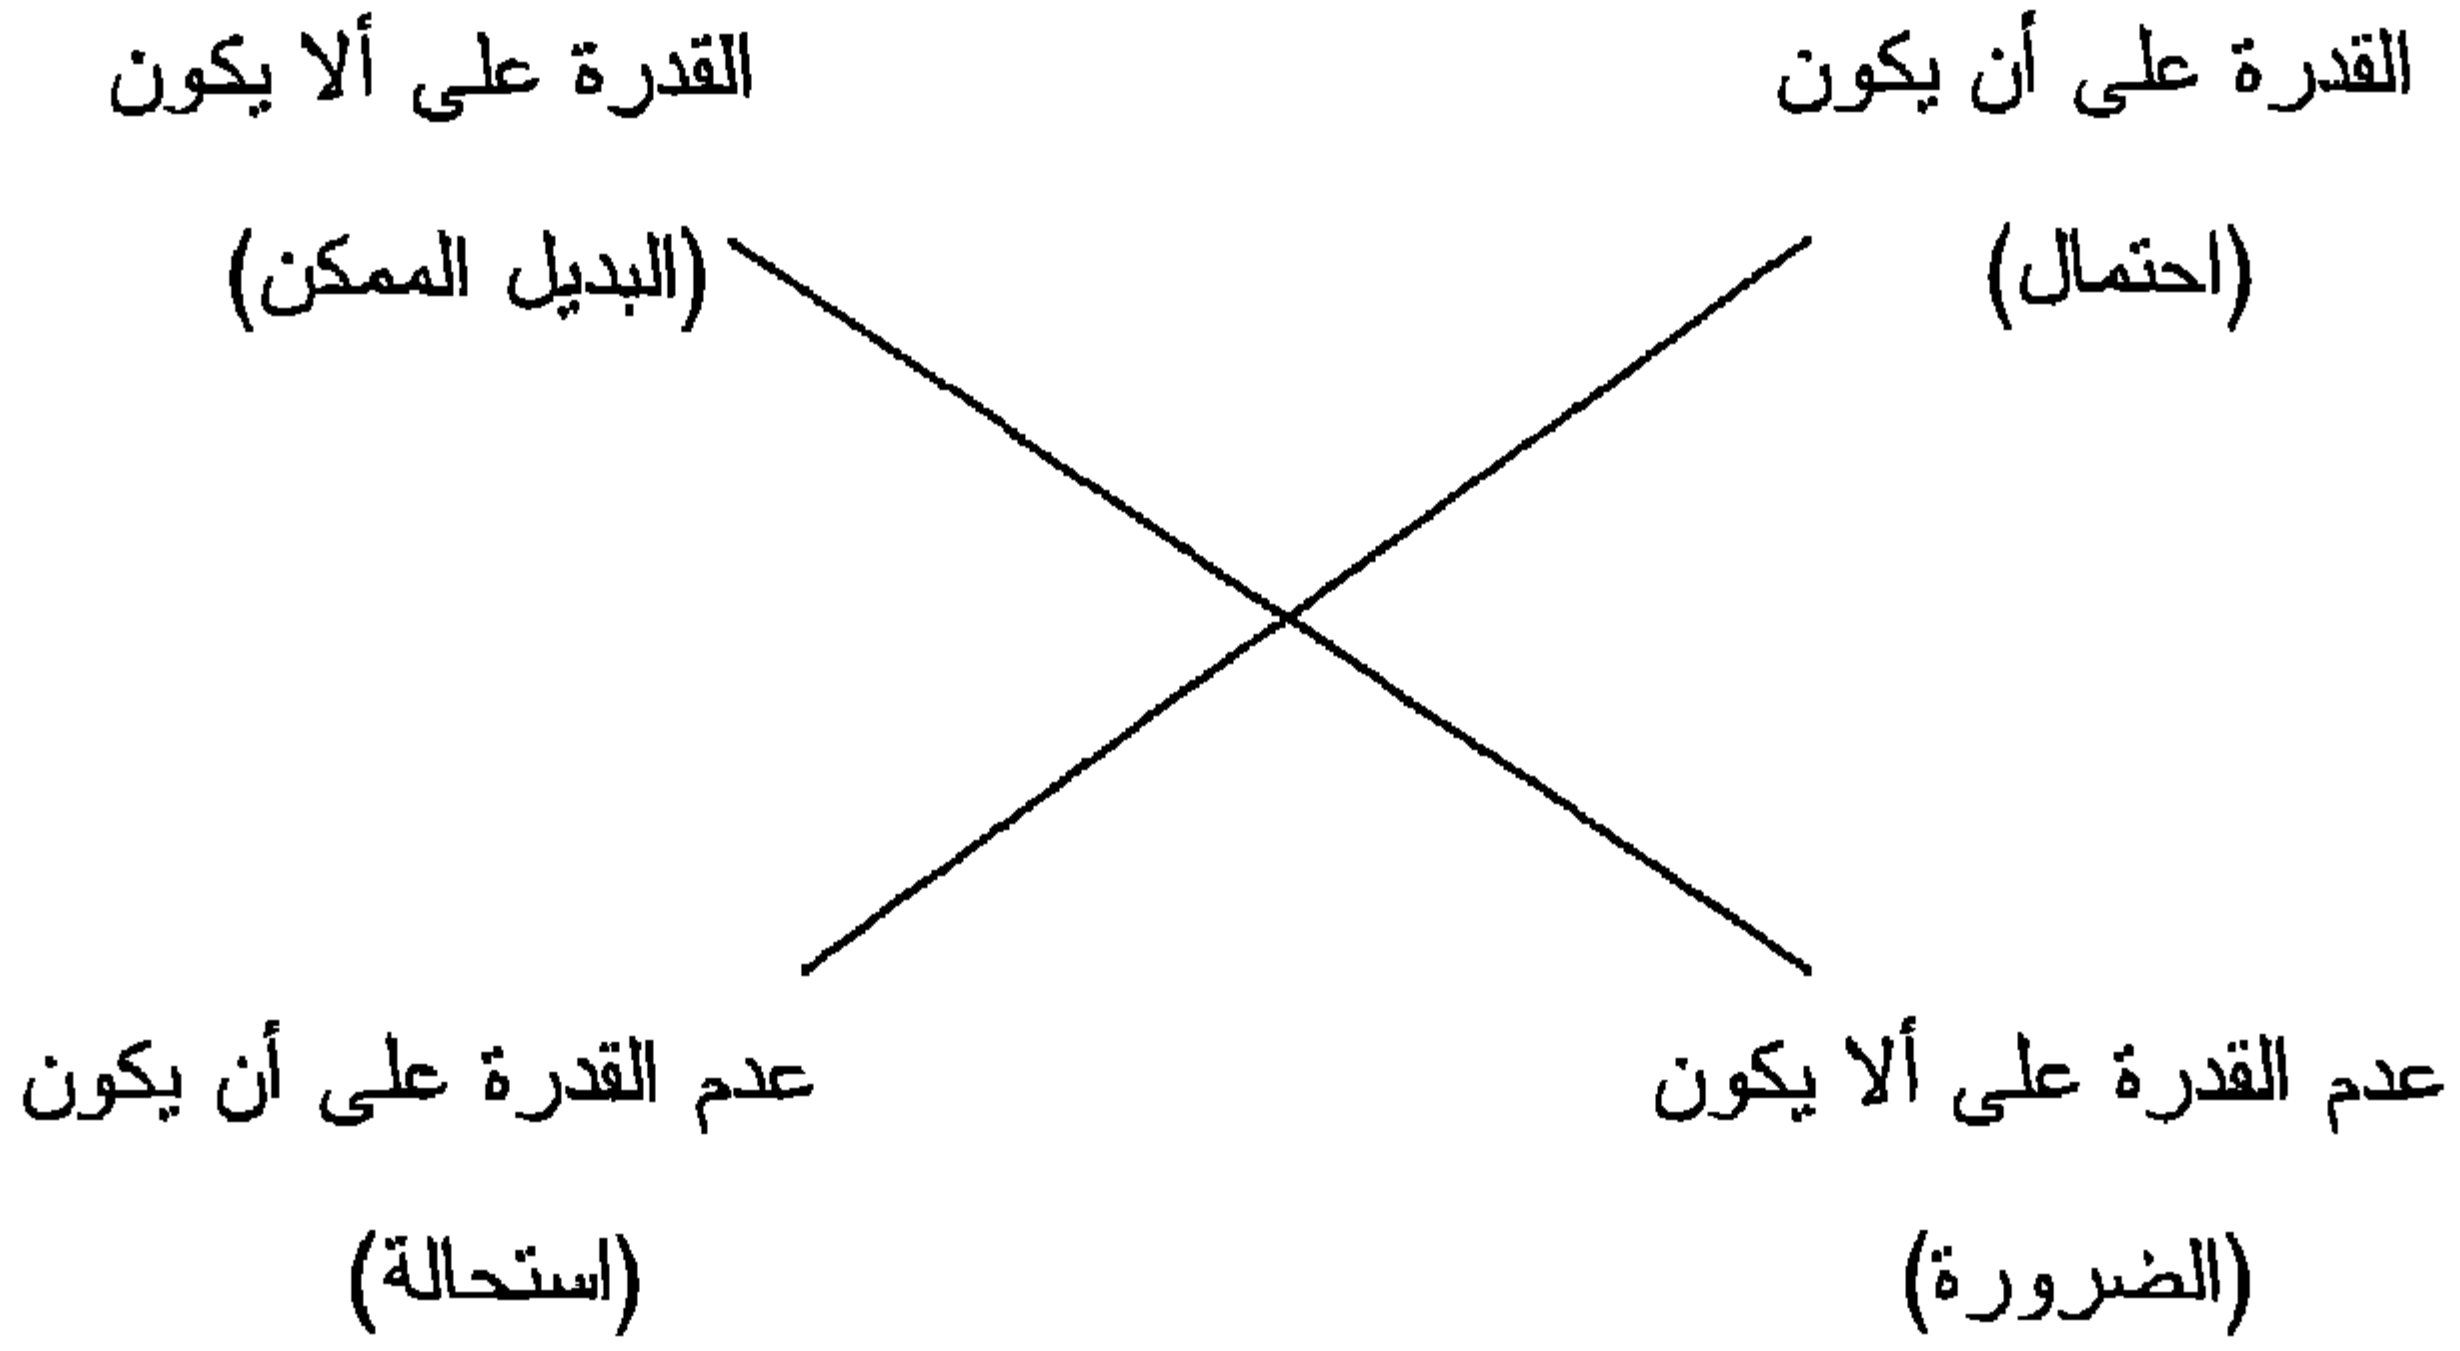 القدرة على أن يكون
(احتمال)
القدرة على ألا يكون
(البديل الممكن)
عدم القدرة على ألا يكون
(الضرورة)
عدم القدرة على أن يكون
(استحالة)